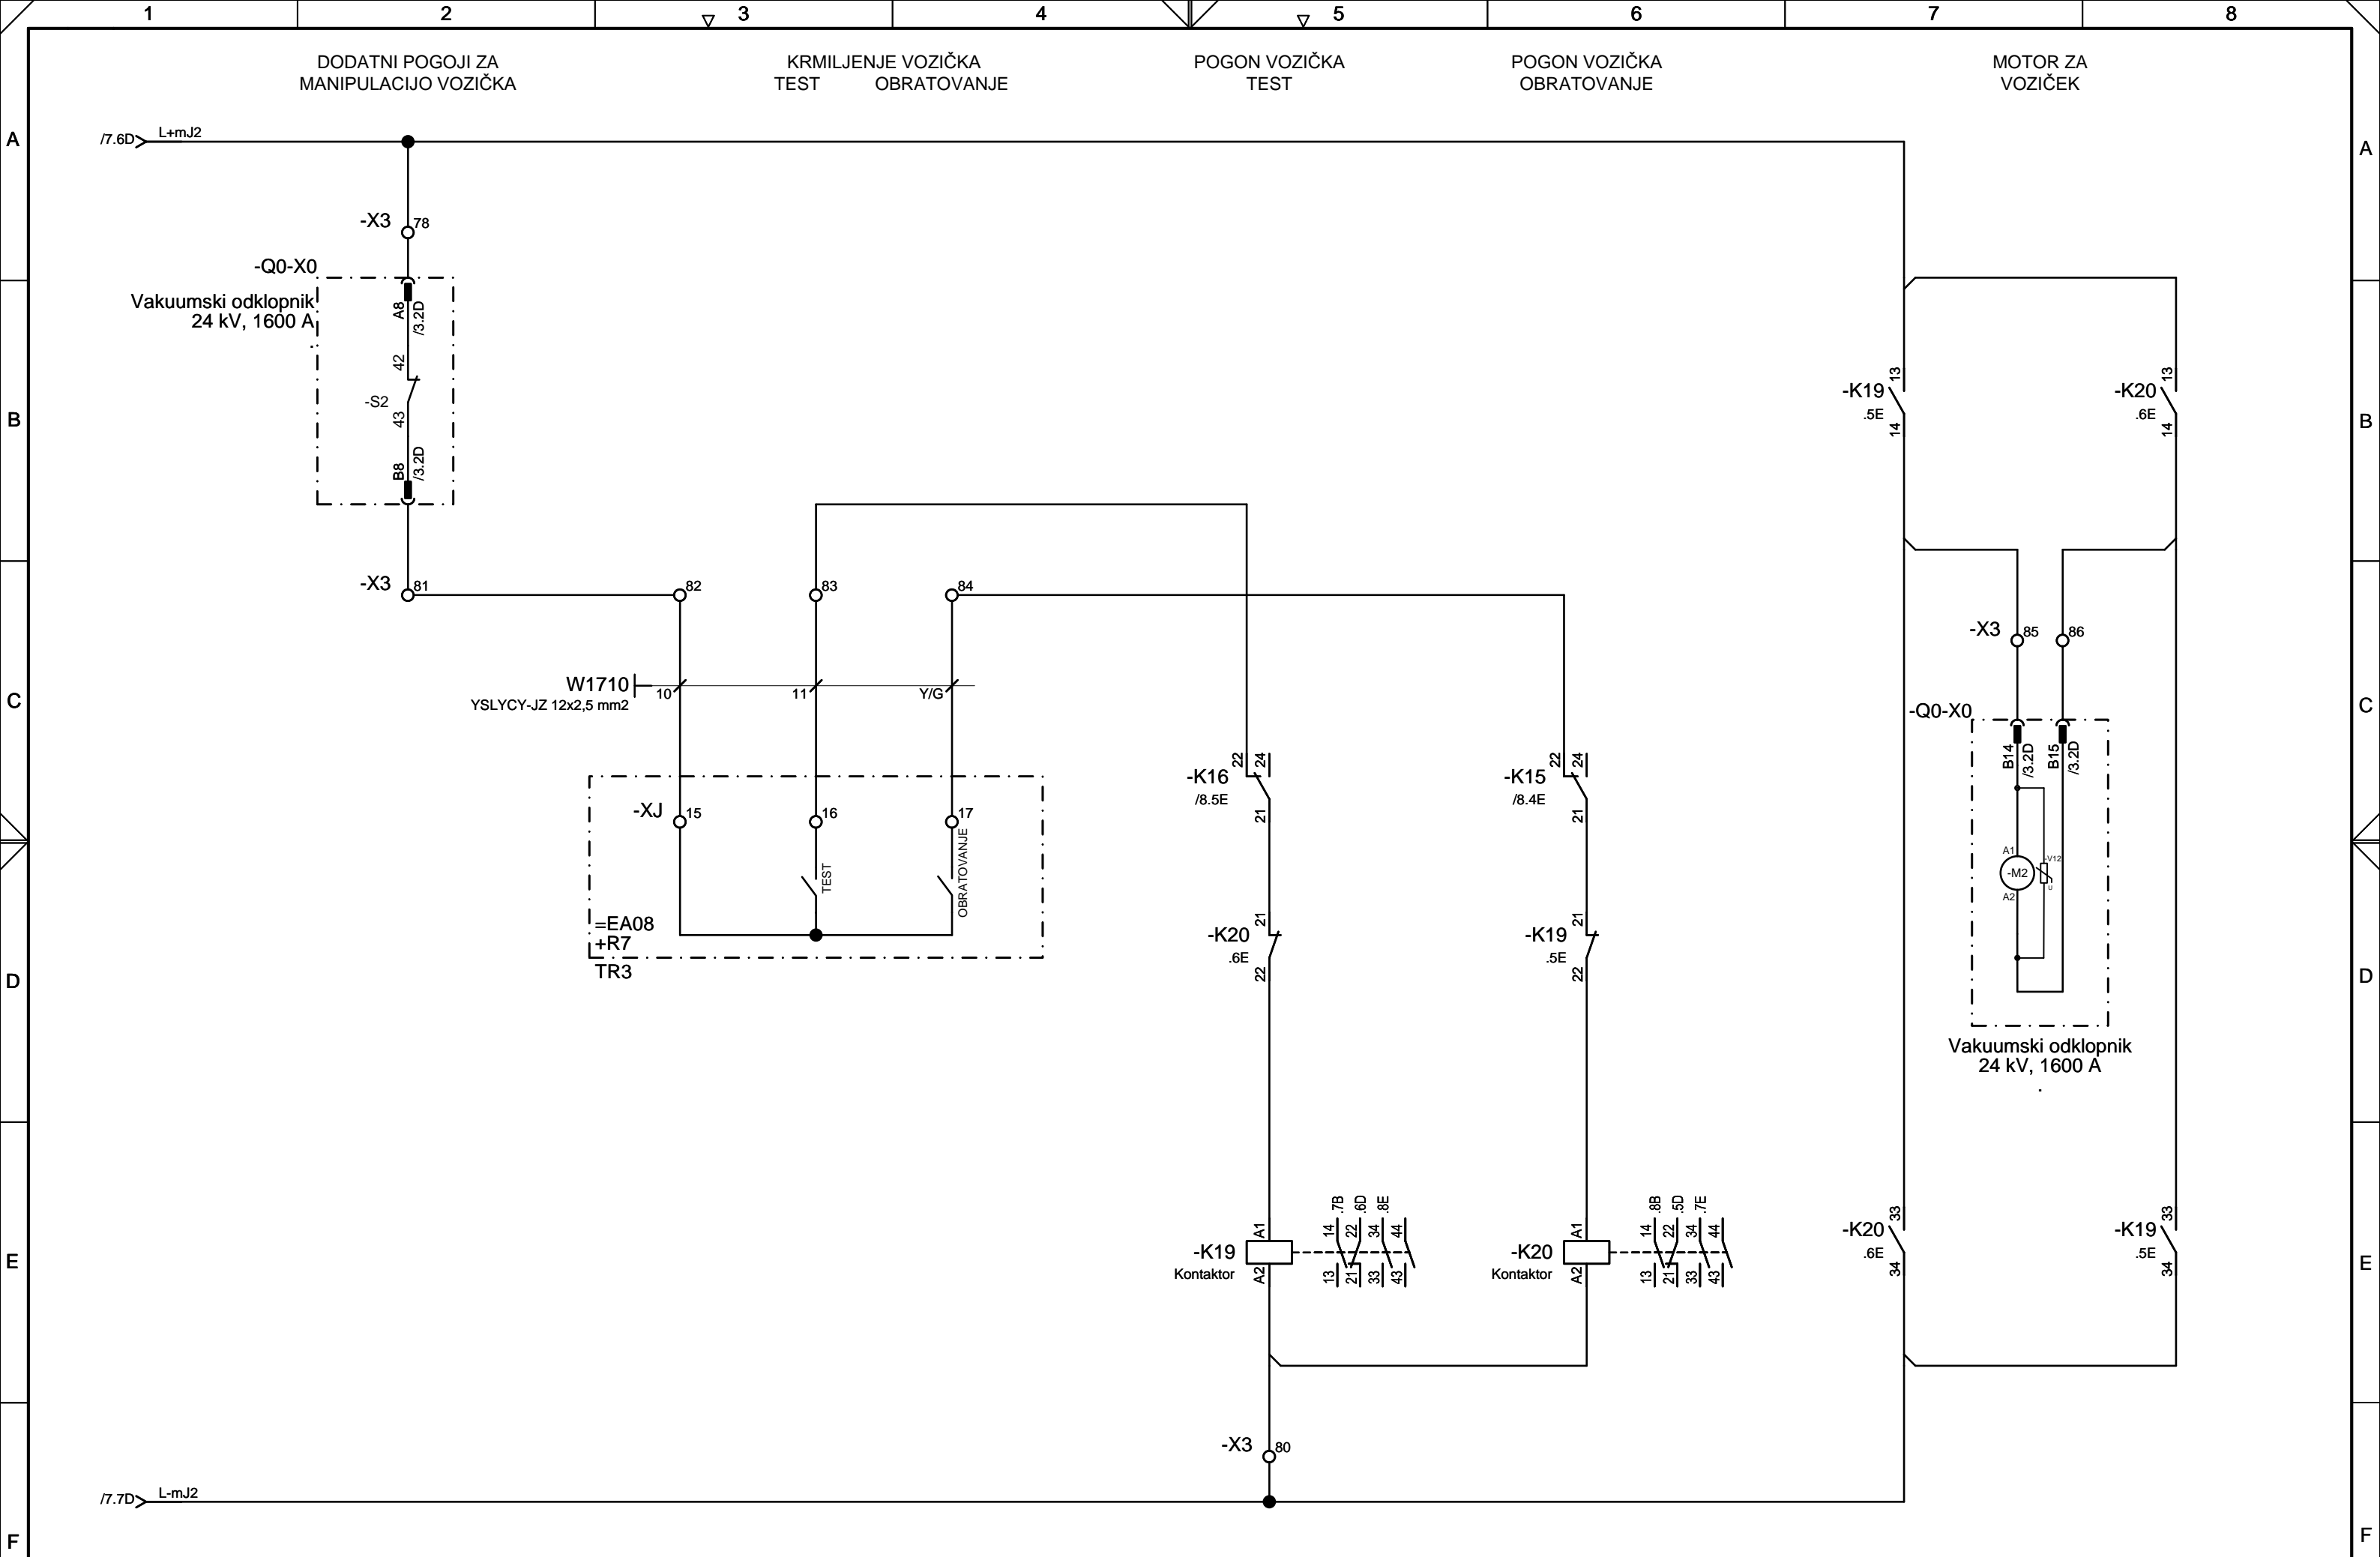 1 2 3 4 5 6 7 8
DODATNI POGOJI ZA
MANIPULACIJO VOZIČKA
KRMILJENJE VOZIČKA
TEST OBRATOVANJE
POGON VOZIČKA
TEST
POGON VOZIČKA
OBRATOVANJE
MOTOR ZA
VOZIČEK
A A
/7.6D L+mJ2
-X3 78
-Q0-X0
Vakuumski odklopnik
24 kV, 1600 A
.
A8
/3.2D
42
-S2
43
B8
/3.2D
B B
-K19
.5E
13
14
-K20
.6E
13
14
-X3 81 82 83 84
-X3 85 86
W1710
YSLYCY-JZ 12x2,5 mm2
10 11 Y/G
C C
-Q0-X0
B14
/3.2D
B15
/3.2D
-K16
/8.5E
22 24
21
-K15
/8.4E
22 24
21
-XJ 15 16 17
TEST
OBRATOVANJE
=EA08
+R7
TR3
A1
-M2
A2
-V12
U
-K20
.6E
21
22
-K19
.5E
21
22
D D
Vakuumski odklopnik
24 kV, 1600 A
.
-K19
Kontaktor
A1
A2
.7B .6D .8E
14 22 34 44
13 21 33 43
-K20
Kontaktor
A1
A2
.8B .5D .7E
14 22 34 44
13 21 33 43
-K20
.6E
33
34
-K19
.5E
33
34
E E
-X3 80
/7.7D L-mJ2
F F